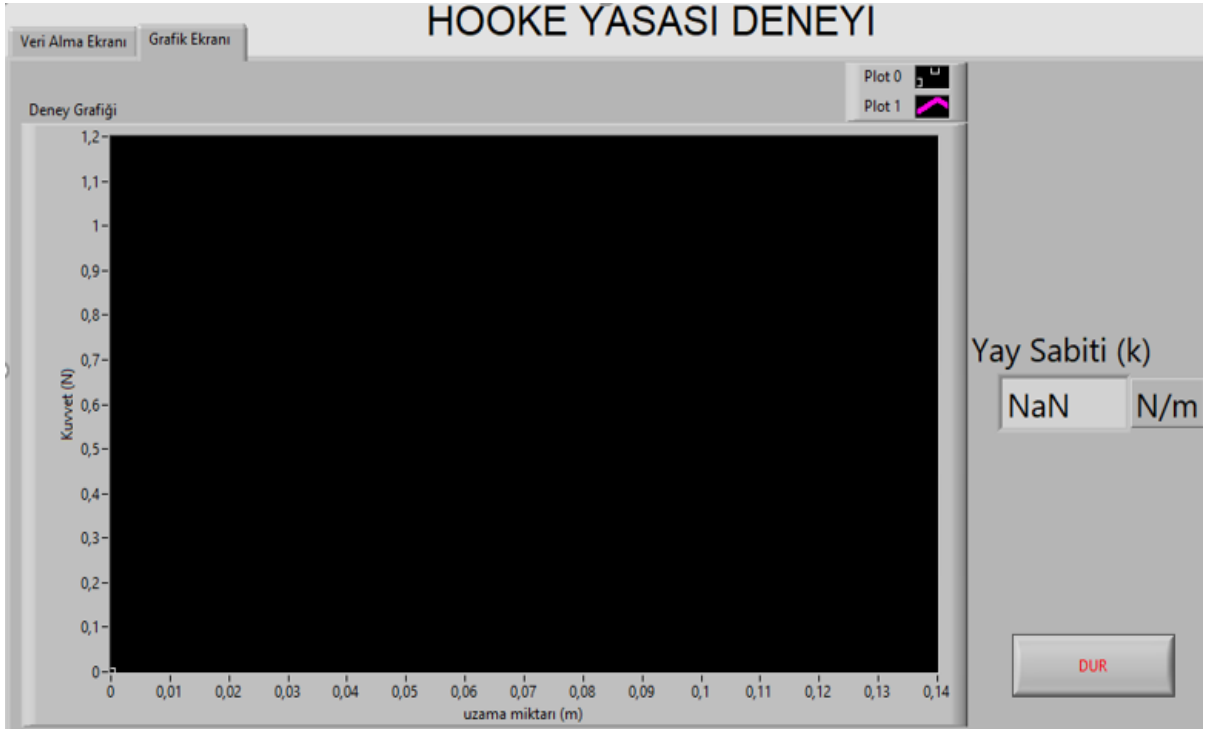 HOOKE YASASI DENEYI
Veri Alma Ekranı
Grafik Ekranı
Plot 0
Plot 1
Deney Grafiği
1,2
1,1
1
0,9
0,8
0,7
0,6
0,5
0,4
0,3
0,2
0,1
0
Kuvvet (N)
0 0,01 0,02 0,03 0,04 0,05 0,06 0,07 0,08 0,09 0,1 0,11 0,12 0,13 0,14
uzama miktarı (m)
Yay Sabiti (k)
NaN N/m
DUR